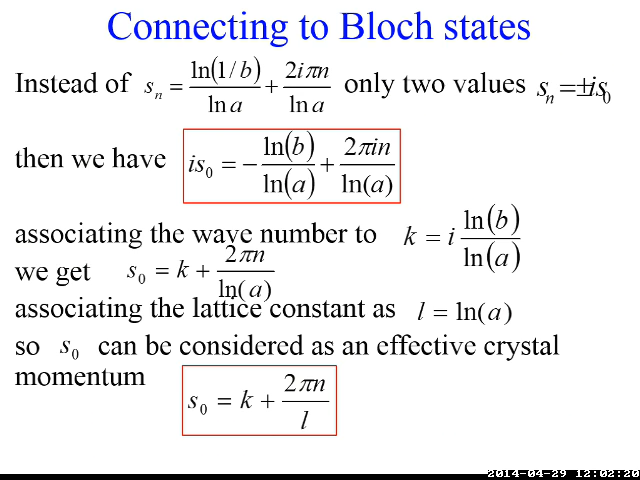 Connecting to Bloch states
Instead of s_n = ln(1/b)/ln a + 2iπn/ln a only two values s_n = ±is_0
then we have is_0 = − ln(b)/ln(a) + 2πin/ln(a)
associating the wave number to k = i ln(b)/ln(a)
we get s_0 = k + 2πn/ln(a)
associating the lattice constant as l = ln(a)
so s_0 can be considered as an effective crystal
momentum
s_0 = k + 2πn/l
2014-04-29 12:02:20